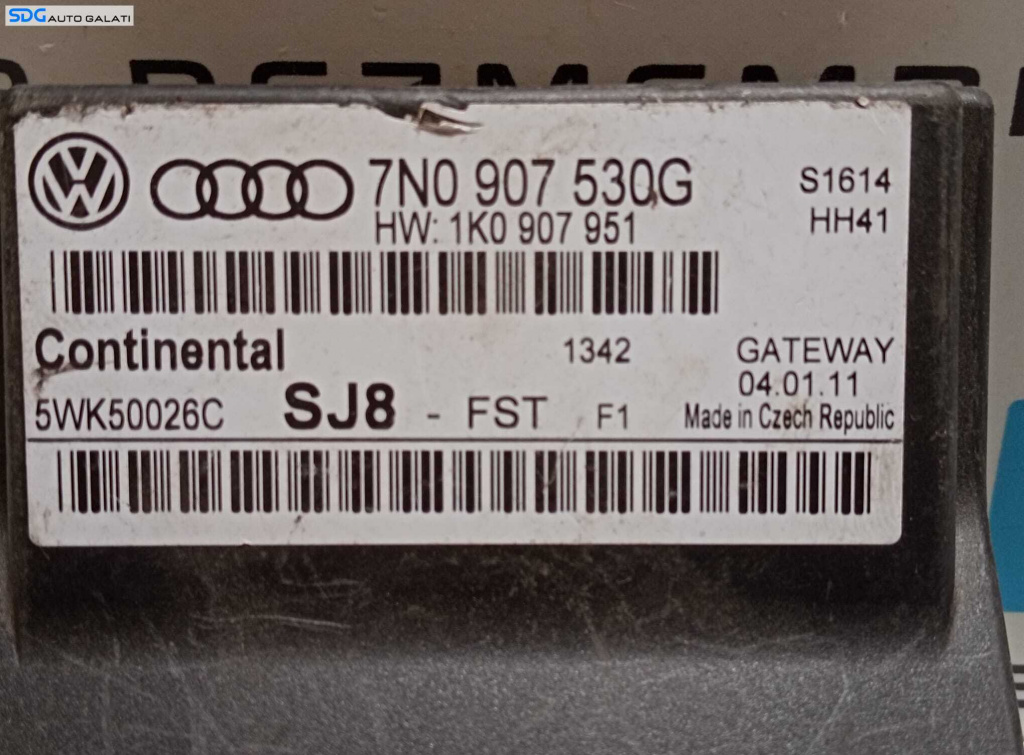 SDG AUTO GALATI
DEZMEMBR
7N0 907 530G
S1614
HW: 1K0 907 951
HH41
Continental
1342
GATEWAY
04.01.11
5WK50026C SJ8 - FST F1 Made in Czech Republic